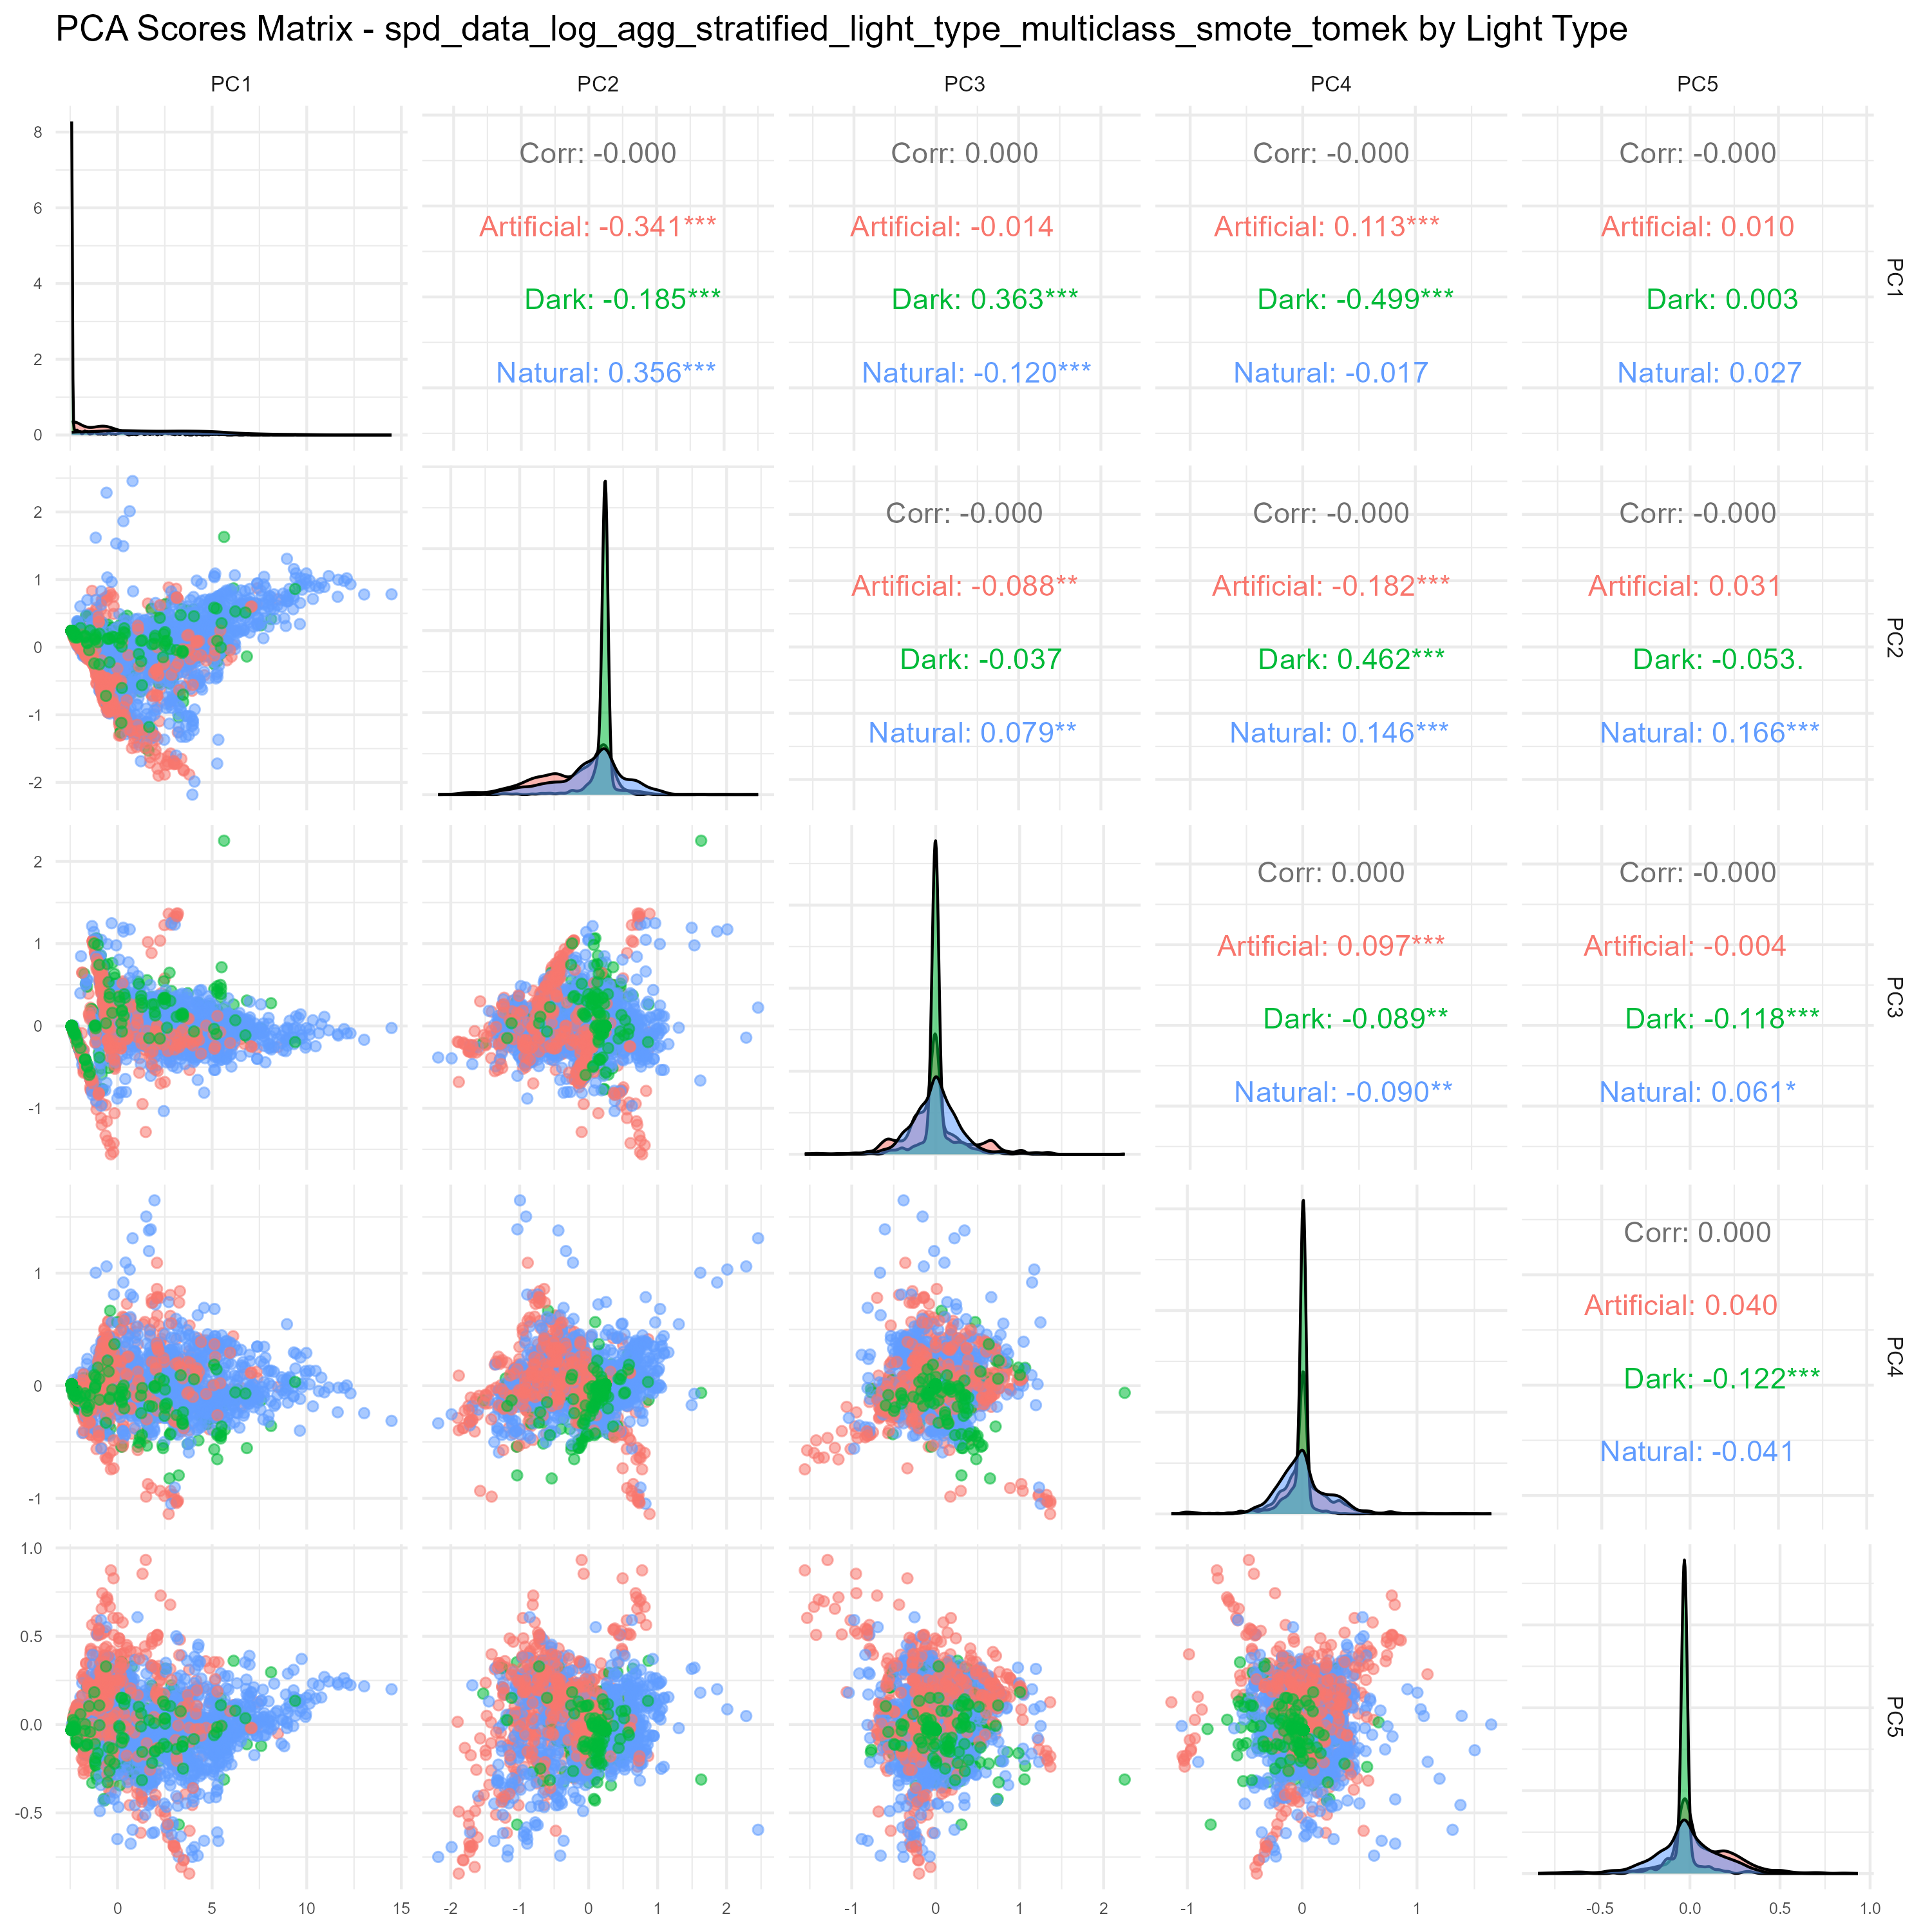 PCA Scores Matrix - spd_data_log_agg_stratified_light_type_multiclass_smote_tomek by Light Type
PC1 PC2 PC3 PC4 PC5
8
6
4
2
0
Corr: -0.000
Artificial: -0.341***
Dark: -0.185***
Natural: 0.356***
Corr: 0.000
Artificial: -0.014
Dark: 0.363***
Natural: -0.120***
Corr: -0.000
Artificial: 0.113***
Dark: -0.499***
Natural: -0.017
Corr: -0.000
Artificial: 0.010
Dark: 0.003
Natural: 0.027
PC1
2
1
0
-1
-2
Corr: -0.000
Artificial: -0.088**
Dark: -0.037
Natural: 0.079**
Corr: -0.000
Artificial: -0.182***
Dark: 0.462***
Natural: 0.146***
Corr: -0.000
Artificial: 0.031
Dark: -0.053.
Natural: 0.166***
PC2
2
1
0
-1
Corr: 0.000
Artificial: 0.097***
Dark: -0.089**
Natural: -0.090**
Corr: -0.000
Artificial: -0.004
Dark: -0.118***
Natural: 0.061*
PC3
1
0
-1
Corr: 0.000
Artificial: 0.040
Dark: -0.122***
Natural: -0.041
PC4
1.0
0.5
0.0
-0.5
PC5
0 5 10 15
-2 -1 0 1 2
-1 0 1 2
-1 0 1
-0.5 0.0 0.5 1.0